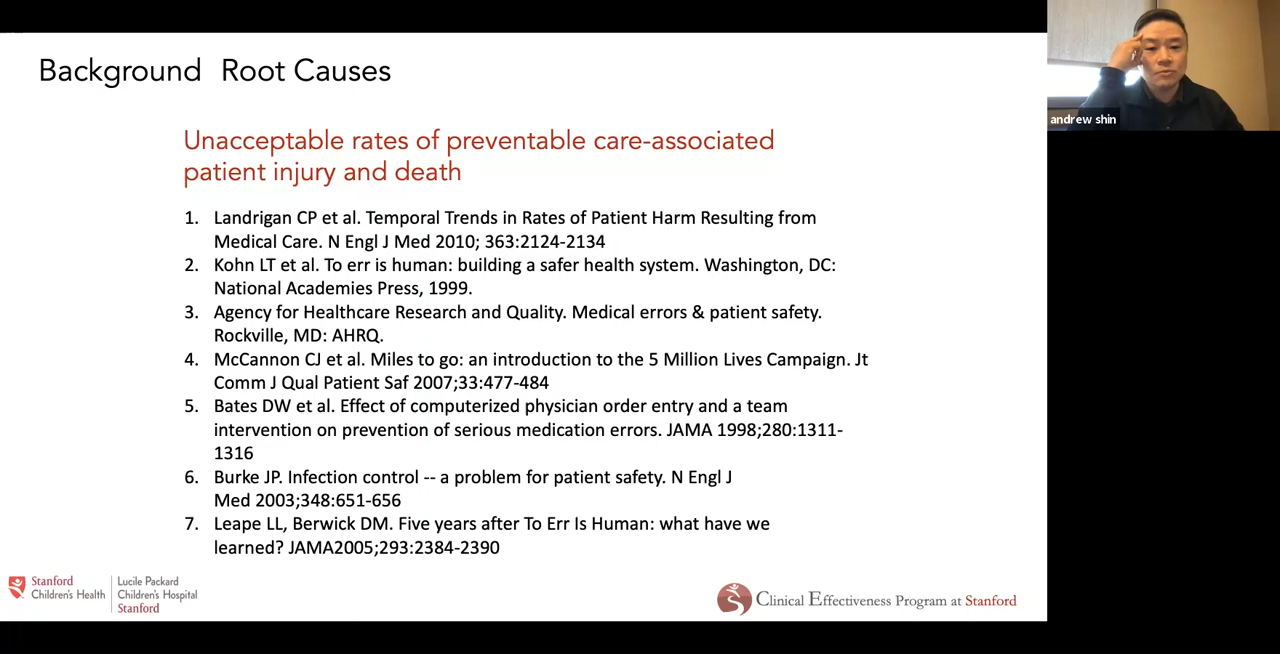 Background Root Causes
andrew shin
Unacceptable rates of preventable care-associated
patient injury and death
1. Landrigan CP et al. Temporal Trends in Rates of Patient Harm Resulting from
Medical Care. N Engl J Med 2010; 363:2124-2134
2. Kohn LT et al. To err is human: building a safer health system. Washington, DC:
National Academies Press, 1999.
3. Agency for Healthcare Research and Quality. Medical errors & patient safety.
Rockville, MD: AHRQ.
4. McCannon CJ et al. Miles to go: an introduction to the 5 Million Lives Campaign. Jt
Comm J Qual Patient Saf 2007;33:477-484
5. Bates DW et al. Effect of computerized physician order entry and a team
intervention on prevention of serious medication errors. JAMA 1998;280:1311-
1316
6. Burke JP. Infection control -- a problem for patient safety. N Engl J
Med 2003;348:651-656
7. Leape LL, Berwick DM. Five years after To Err Is Human: what have we
learned? JAMA2005;293:2384-2390
Stanford
Children's Health
Lucile Packard
Children's Hospital
Stanford
Clinical Effectiveness Program at Stanford